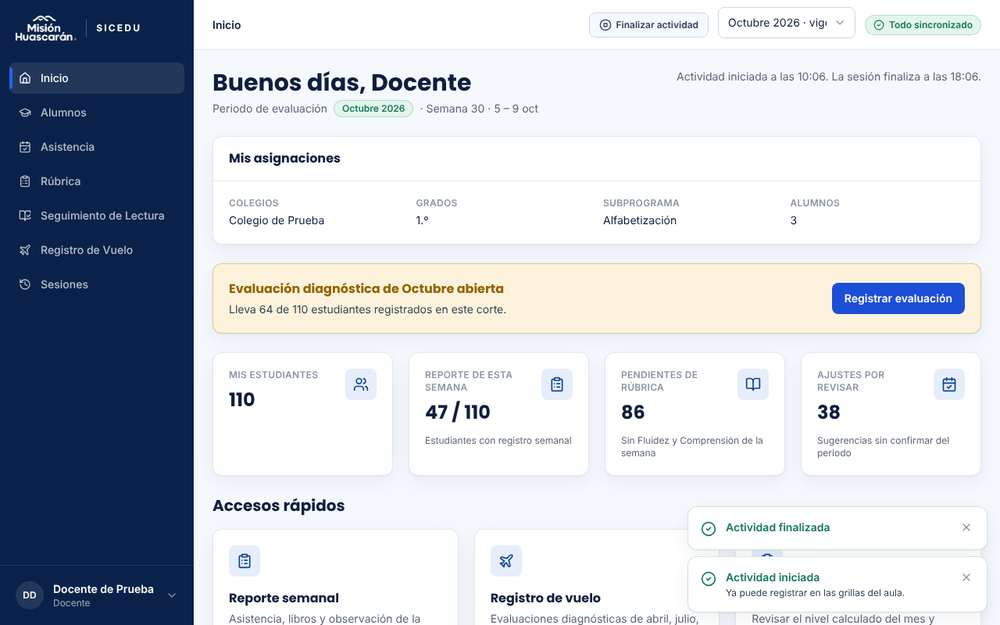 Misión
Huascarán.
SICEDU
Inicio
Alumnos
Asistencia
Rúbrica
Seguimiento de Lectura
Registro de Vuelo
Sesiones
DD
Docente de Prueba
Docente
Inicio
Finalizar actividad
Octubre 2026 · vig
Todo sincronizado
Buenos días, Docente
Actividad iniciada a las 10:06. La sesión finaliza a las 18:06.
Periodo de evaluación Octubre 2026 · Semana 30 · 5 – 9 oct
Mis asignaciones
COLEGIOS
Colegio de Prueba
GRADOS
1.º
SUBPROGRAMA
Alfabetización
ALUMNOS
3
Evaluación diagnóstica de Octubre abierta
Lleva 64 de 110 estudiantes registrados en este corte.
Registrar evaluación
MIS ESTUDIANTES
110
REPORTE DE ESTA
SEMANA
47 / 110
Estudiantes con registro semanal
PENDIENTES DE
RÚBRICA
86
Sin Fluidez y Comprensión de la
semana
AJUSTES POR
REVISAR
38
Sugerencias sin confirmar del
periodo
Accesos rápidos
Reporte semanal
Asistencia, libros y observación de la
Registro de vuelo
Evaluaciones diagnósticas de abril, julio,
Revisar el nivel calculado del mes y
Actividad finalizada
Actividad iniciada
Ya puede registrar en las grillas del aula.